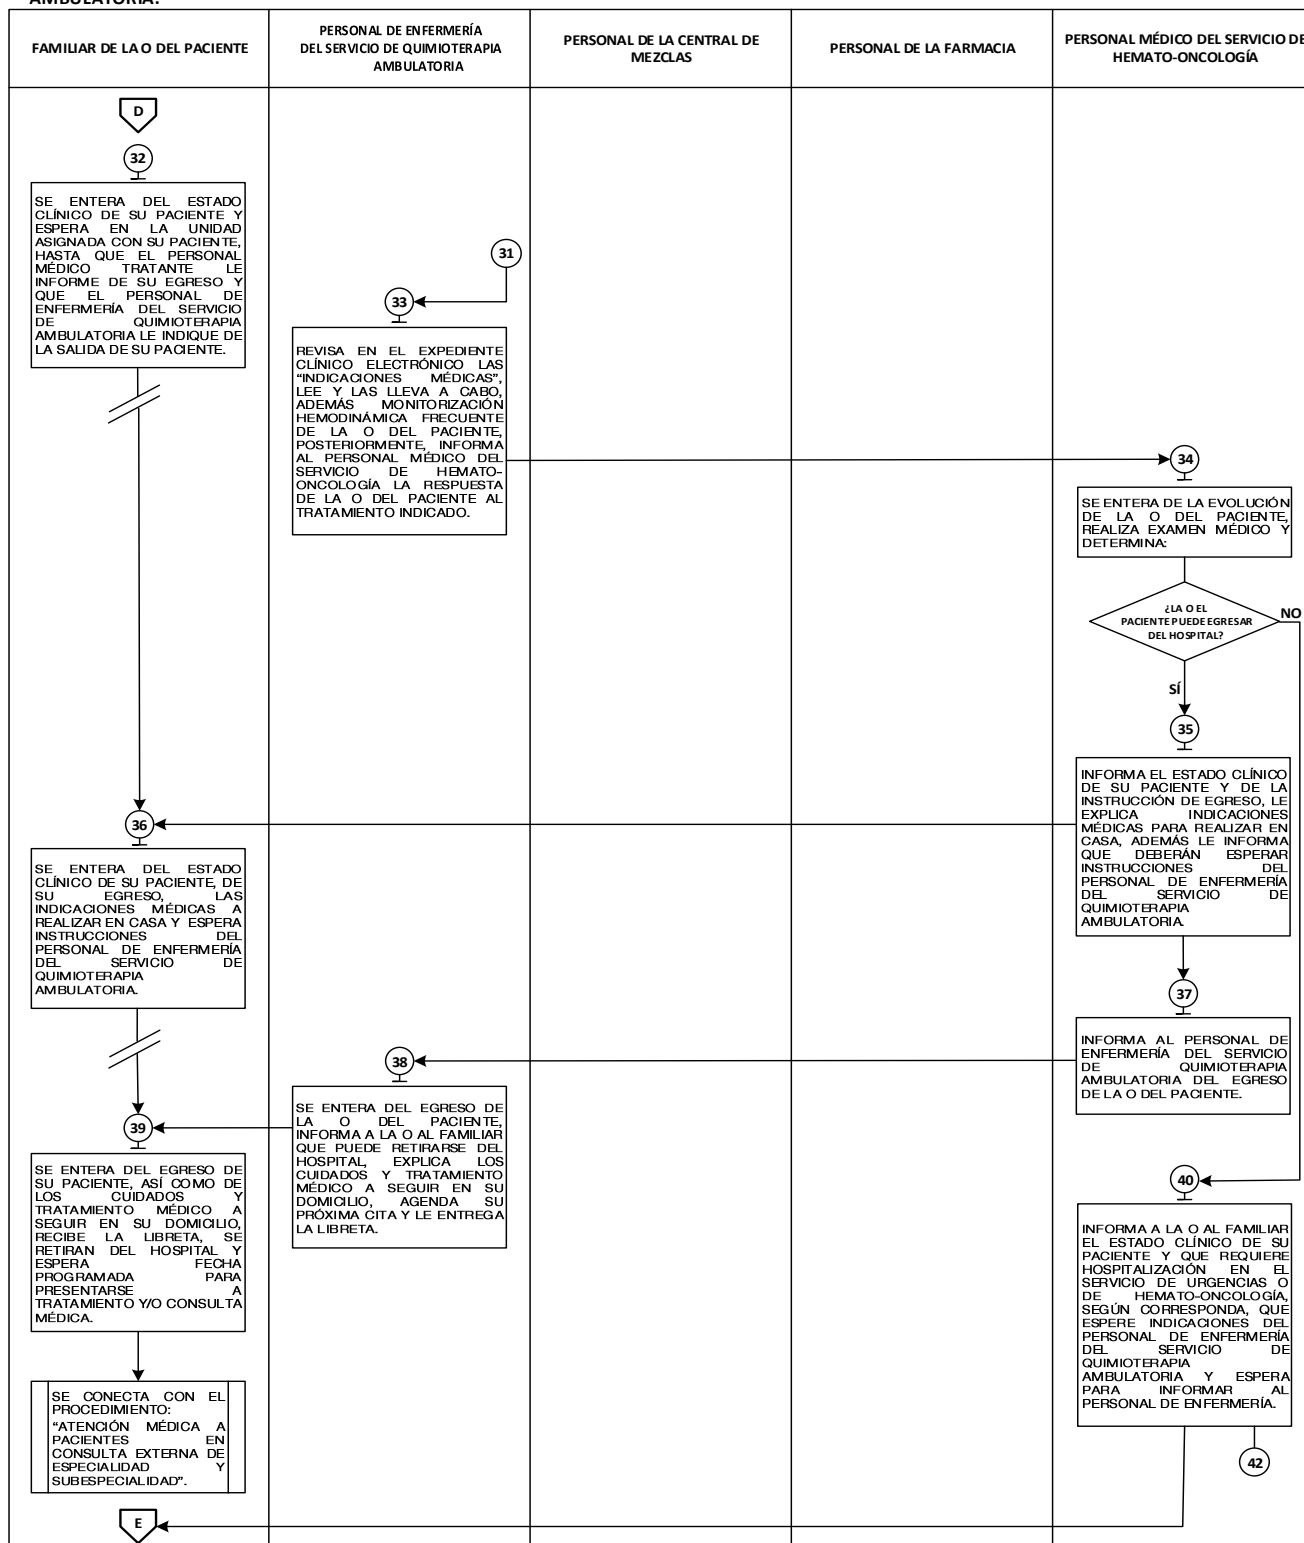 AMBULATORIA.
FAMILIAR DE LA O DEL PACIENTE
PERSONAL DE ENFERMERÍA
DEL SERVICIO DE QUIMIOTERAPIA
AMBULATORIA
PERSONAL DE LA CENTRAL DE
MEZCLAS
PERSONAL DE LA FARMACIA
PERSONAL MÉDICO DEL SERVICIO DE
HEMATO-ONCOLOGÍA
D
32
SE ENTERA DEL ESTADO
CLÍNICO DE SU PACIENTE Y
ESPERA EN LA UNIDAD
ASIGNADA CON SU PACIENTE,
HASTA QUE EL PERSONAL
MÉDICO TRATANTE LE
INFORME DE SU EGRESO Y
QUE EL PERSONAL DE
ENFERMERÍA DEL SERVICIO
DE QUIMIOTERAPIA
AMBULATORIA LE INDIQUE DE
LA SALIDA DE SU PACIENTE.
31
33
REVISA EN EL EXPEDIENTE
CLÍNICO ELECTRÓNICO LAS
“INDICACIONES MÉDICAS”,
LEE Y LAS LLEVA A CABO,
ADEMÁS MONITORIZACIÓN
HEMODINÁMICA FRECUENTE
DE LA O DEL PACIENTE,
POSTERIORMENTE, INFORMA
AL PERSONAL MÉDICO DEL
SERVICIO DE HEMATO-
ONCOLOGÍA LA RESPUESTA
DE LA O DEL PACIENTE AL
TRATAMIENTO INDICADO.
34
SE ENTERA DE LA EVOLUCIÓN
DE LA O DEL PACIENTE,
REALIZA EXAMEN MÉDICO Y
DETERMINA:
¿LA O EL
PACIENTE PUEDE EGRESAR
DEL HOSPITAL?
NO
SÍ
35
INFORMA EL ESTADO CLÍNICO
DE SU PACIENTE Y DE LA
INSTRUCCIÓN DE EGRESO, LE
EXPLICA INDICACIONES
MÉDICAS PARA REALIZAR EN
CASA, ADEMÁS LE INFORMA
QUE DEBERÁN ESPERAR
INSTRUCCIONES DEL
PERSONAL DE ENFERMERÍA
DEL SERVICIO DE
QUIMIOTERAPIA
AMBULATORIA.
36
SE ENTERA DEL ESTADO
CLÍNICO DE SU PACIENTE, DE
SU EGRESO, LAS
INDICACIONES MÉDICAS A
REALIZAR EN CASA Y ESPERA
INSTRUCCIONES DEL
PERSONAL DE ENFERMERÍA
DEL SERVICIO DE
QUIMIOTERAPIA
AMBULATORIA.
37
INFORMA AL PERSONAL DE
ENFERMERÍA DEL SERVICIO
DE QUIMIOTERAPIA
AMBULATORIA DEL EGRESO
DE LA O DEL PACIENTE.
38
SE ENTERA DEL EGRESO DE
LA O DEL PACIENTE,
INFORMA A LA O AL FAMILIAR
QUE PUEDE RETIRARSE DEL
HOSPITAL, EXPLICA LOS
CUIDADOS Y TRATAMIENTO
MÉDICO A SEGUIR EN SU
DOMICILIO, AGENDA SU
PRÓXIMA CITA Y LE ENTREGA
LA LIBRETA.
39
SE ENTERA DEL EGRESO DE
SU PACIENTE, ASÍ COMO DE
LOS CUIDADOS Y
TRATAMIENTO MÉDICO A
SEGUIR EN SU DOMICILIO,
RECIBE LA LIBRETA, SE
RETIRAN DEL HOSPITAL Y
ESPERA FECHA
PROGRAMADA PARA
PRESENTARSE A
TRATAMIENTO Y/O CONSULTA
MÉDICA.
40
INFORMA A LA O AL FAMILIAR
EL ESTADO CLÍNICO DE SU
PACIENTE Y QUE REQUIERE
HOSPITALIZACIÓN EN EL
SERVICIO DE URGENCIAS O
DE HEMATO-ONCOLOGÍA,
SEGÚN CORRESPONDA, QUE
ESPERE INDICACIONES DEL
PERSONAL DE ENFERMERÍA
DEL SERVICIO DE
QUIMIOTERAPIA
AMBULATORIA Y ESPERA
PARA INFORMAR AL
PERSONAL DE ENFERMERÍA.
SE CONECTA CON EL
PROCEDIMIENTO:
“ATENCIÓN MÉDICA A
PACIENTES EN
CONSULTA EXTERNA DE
ESPECIALIDAD Y
SUBESPECIALIDAD”.
42
E